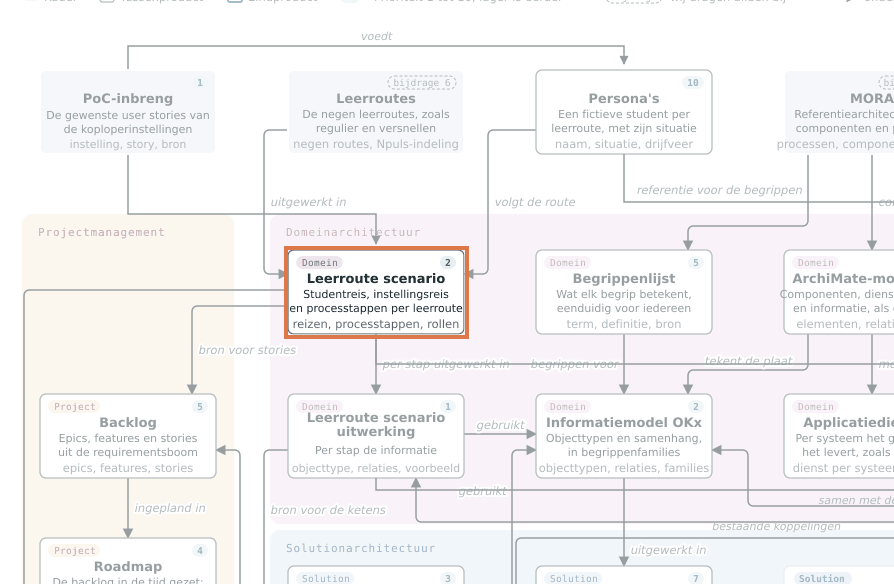 voedt
1
PoC-inbreng
De gewenste user stories van
de koploperinstellingen
instelling, story, bron
bijdrage 6
Leerroutes
De negen leerroutes, zoals
regulier en versnellen
negen routes, Npuls-indeling
10
Persona's
Een fictieve student per
leerroute, met zijn situatie
naam, situatie, drijfveer
MORA
Referentiearchitec
componenten en p
processen, compone
uitgewerkt in
volgt de route
referentie voor de begrippen
Projectmanagement
Domeinarchitectuur
Domein
2
Leerroute scenario
Studentreis, instellingsreis
en processtappen per leerroute
reizen, processtappen, rollen
Domein
5
Begrippenlijst
Wat elk begrip betekent,
eenduidig voor iedereen
term, definitie, bron
Domein
ArchiMate-mo
Componenten, diens
en informatie, als
elementen, relati
bron voor stories
per stap uitgewerkt in
begrippen voor
tekent de plaat
Project
5
Backlog
Epics, features en stories
uit de requirementsboom
epics, features, stories
Domein
1
Leerroute scenario
uitwerking
Per stap de informatie
objecttype, relaties, voorbeeld
gebruikt
Domein
2
Informatiemodel OKx
Objecttypen en samenhang,
in begrippenfamilies
objecttypen, relaties, families
Domein
Applicatiedie
Per systeem het g
het levert, zoals
dienst per systeem
gebruikt
samen met de
ingepland in
bron voor de ketens
bestaande koppelingen
Project
4
Roadmap
De backlog in de tijd gezet:
Solutionarchitectuur
uitgewerkt in
Solution
3
Solution
7
Solution